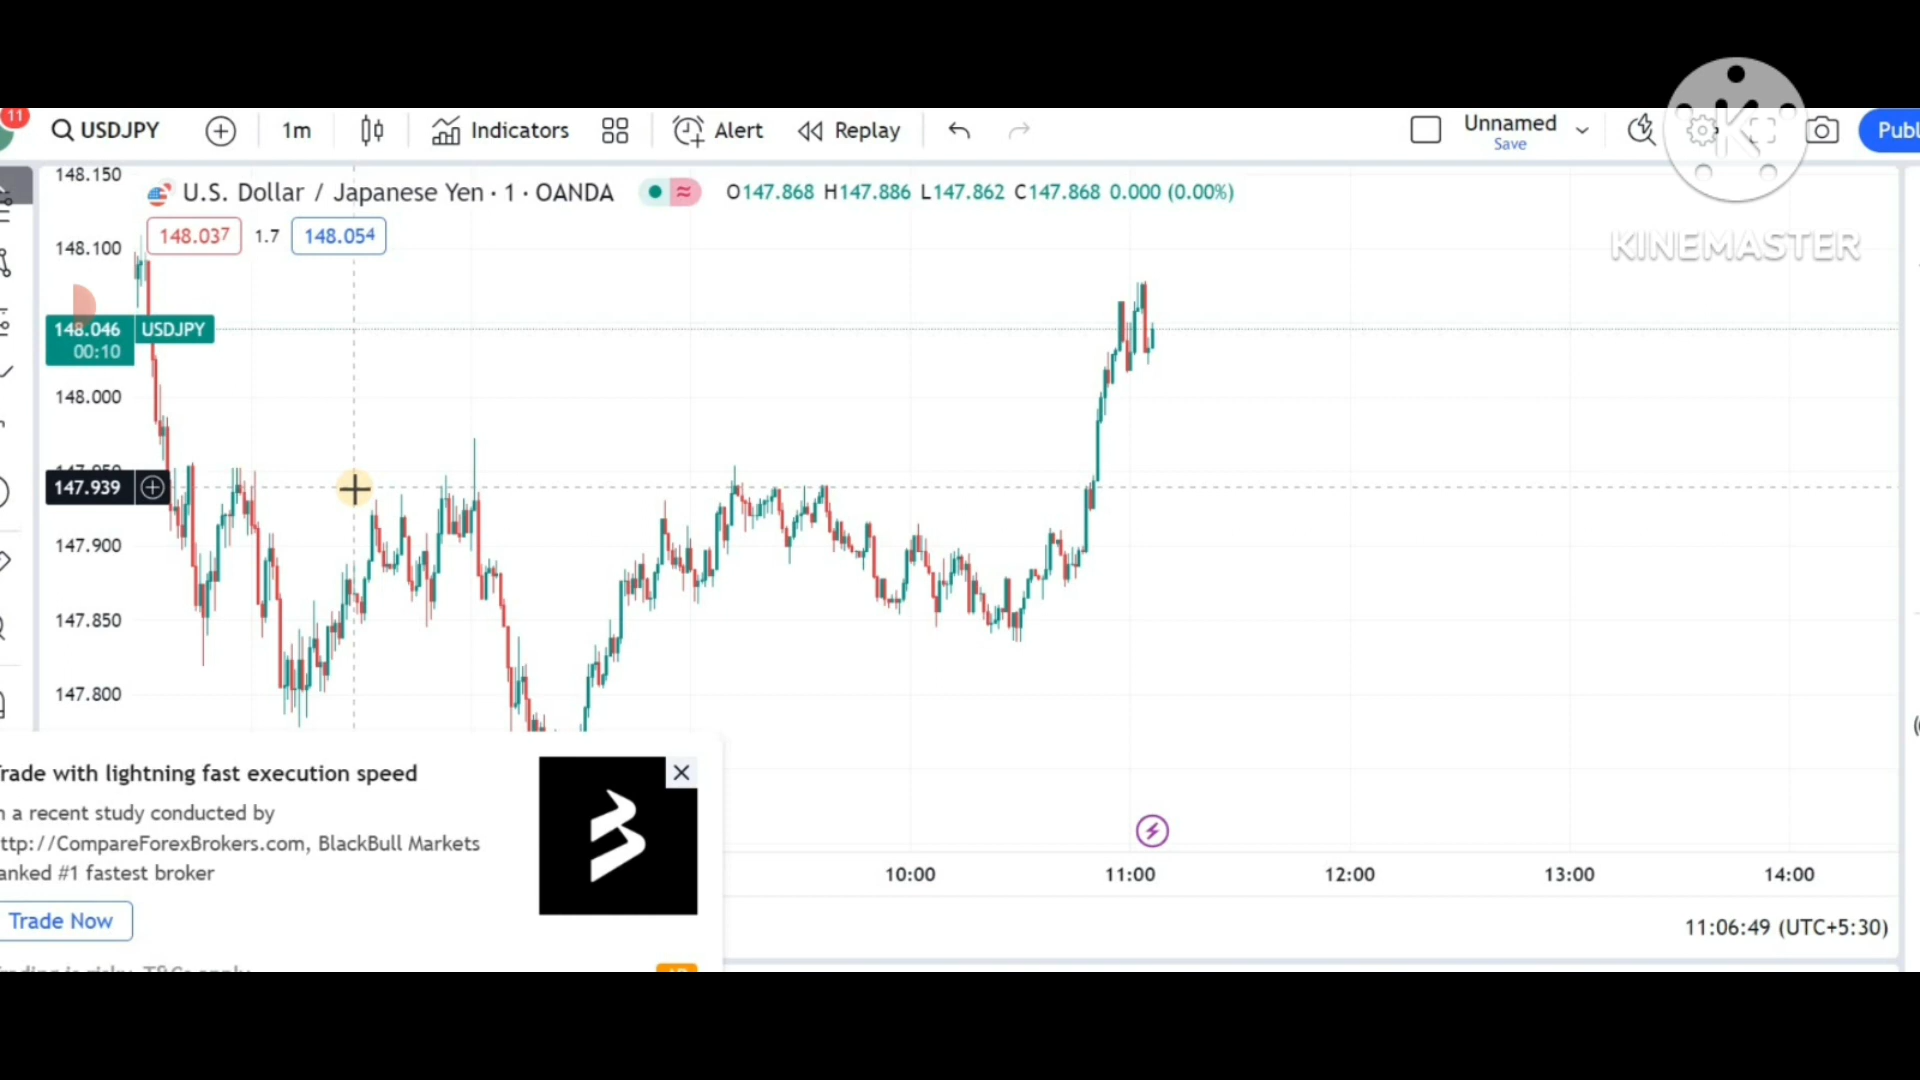 11
USDJPY
1m
Indicators
Alert
Replay
Unnamed
Save
Publ
K
KINEMASTER
148.150
U.S. Dollar / Japanese Yen · 1 · OANDA
≈
O147.868 H147.886 L147.862 C147.868 0.000 (0.00%)
148.037
1.7
148.054
148.100
148.046
USDJPY
00:10
148.000
147.939
147.900
147.850
147.800
rade with lightning fast execution speed
n a recent study conducted by
ttp://CompareForexBrokers.com, BlackBull Markets
anked #1 fastest broker
Trade Now
10:00
11:00
12:00
13:00
14:00
11:06:49 (UTC+5:30)